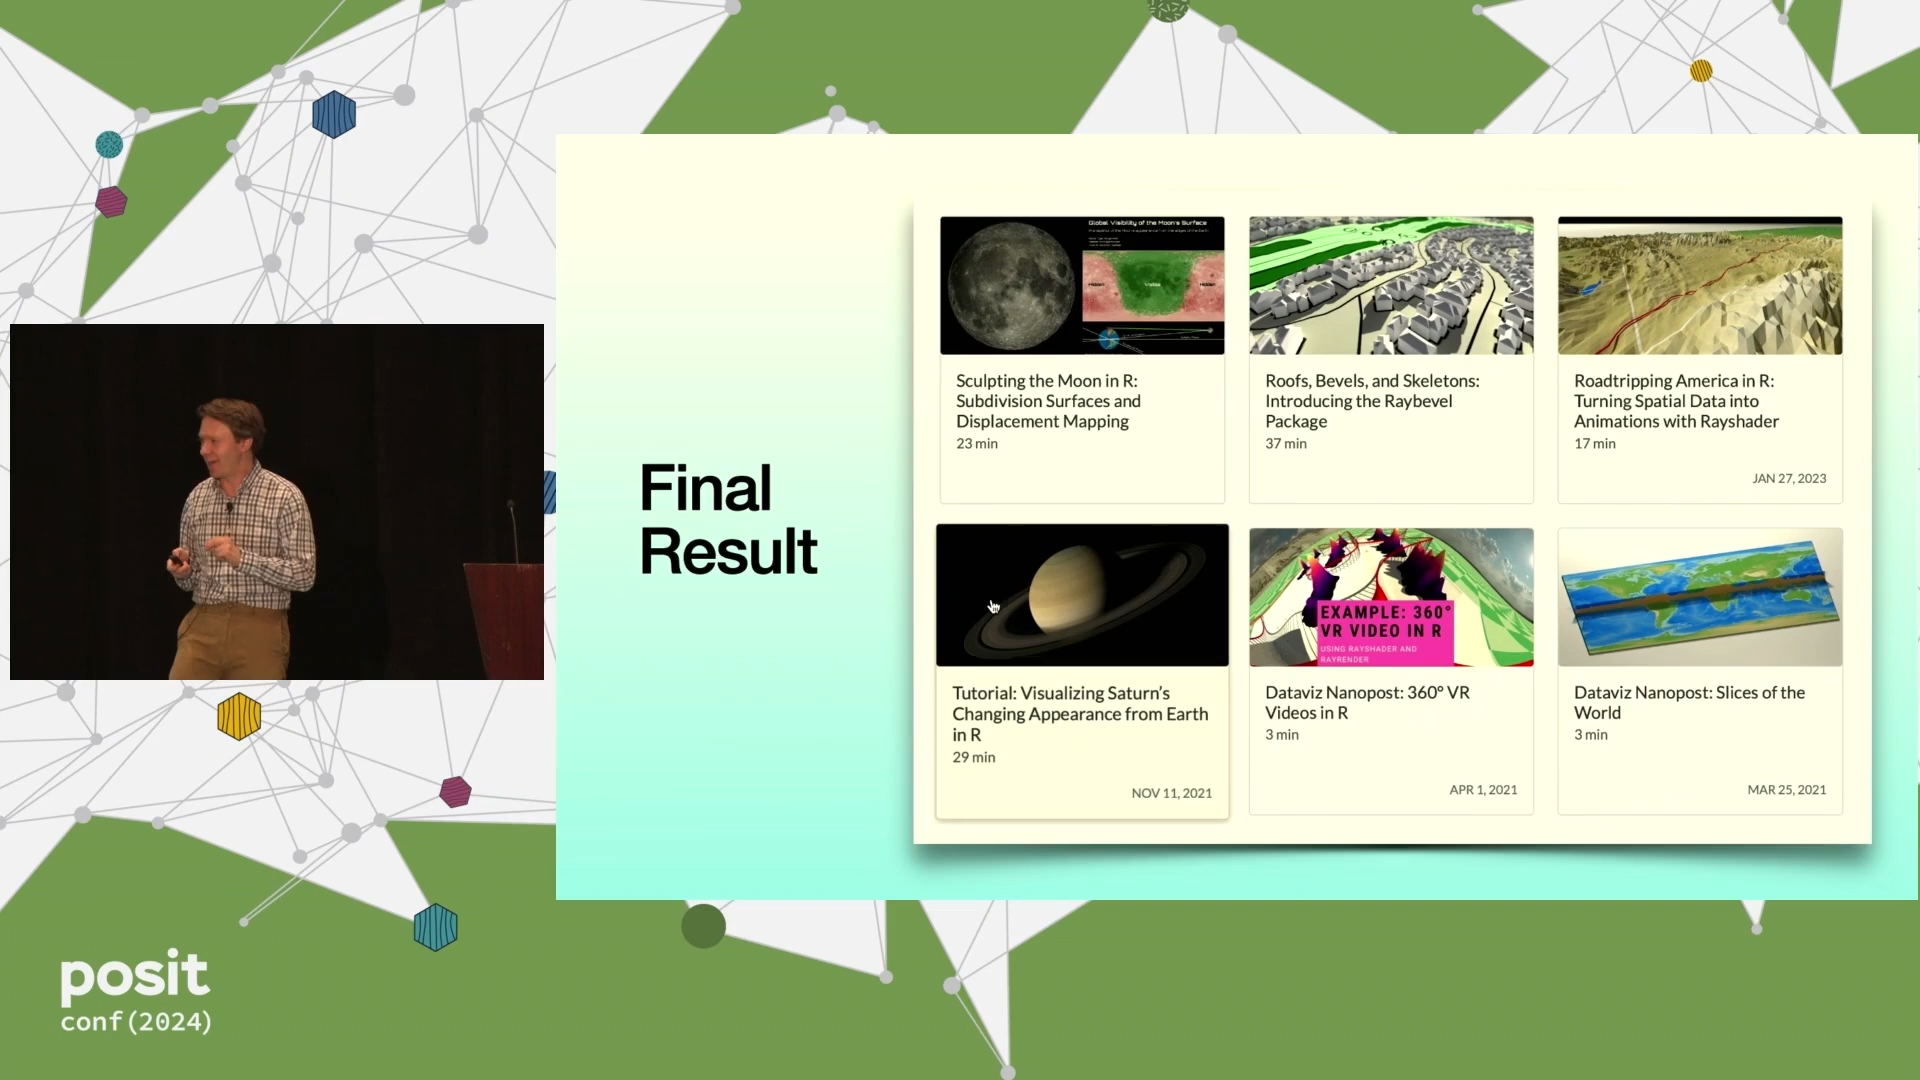 Final
Result
Global Visibility of the Moon's Surface
Hidden
Visible
Hidden
Sculpting the Moon in R:
Subdivision Surfaces and
Displacement Mapping
23 min
Roofs, Bevels, and Skeletons:
Introducing the Raybevel
Package
37 min
Roadtripping America in R:
Turning Spatial Data into
Animations with Rayshader
17 min
JAN 27, 2023
Tutorial: Visualizing Saturn's
Changing Appearance from Earth
in R
29 min
NOV 11, 2021
EXAMPLE: 360°
VR VIDEO IN R
USING RAYSHADER AND
RAYRENDER
Dataviz Nanopost: 360° VR
Videos in R
3 min
APR 1, 2021
Dataviz Nanopost: Slices of the
World
3 min
MAR 25, 2021
posit
conf(2024)